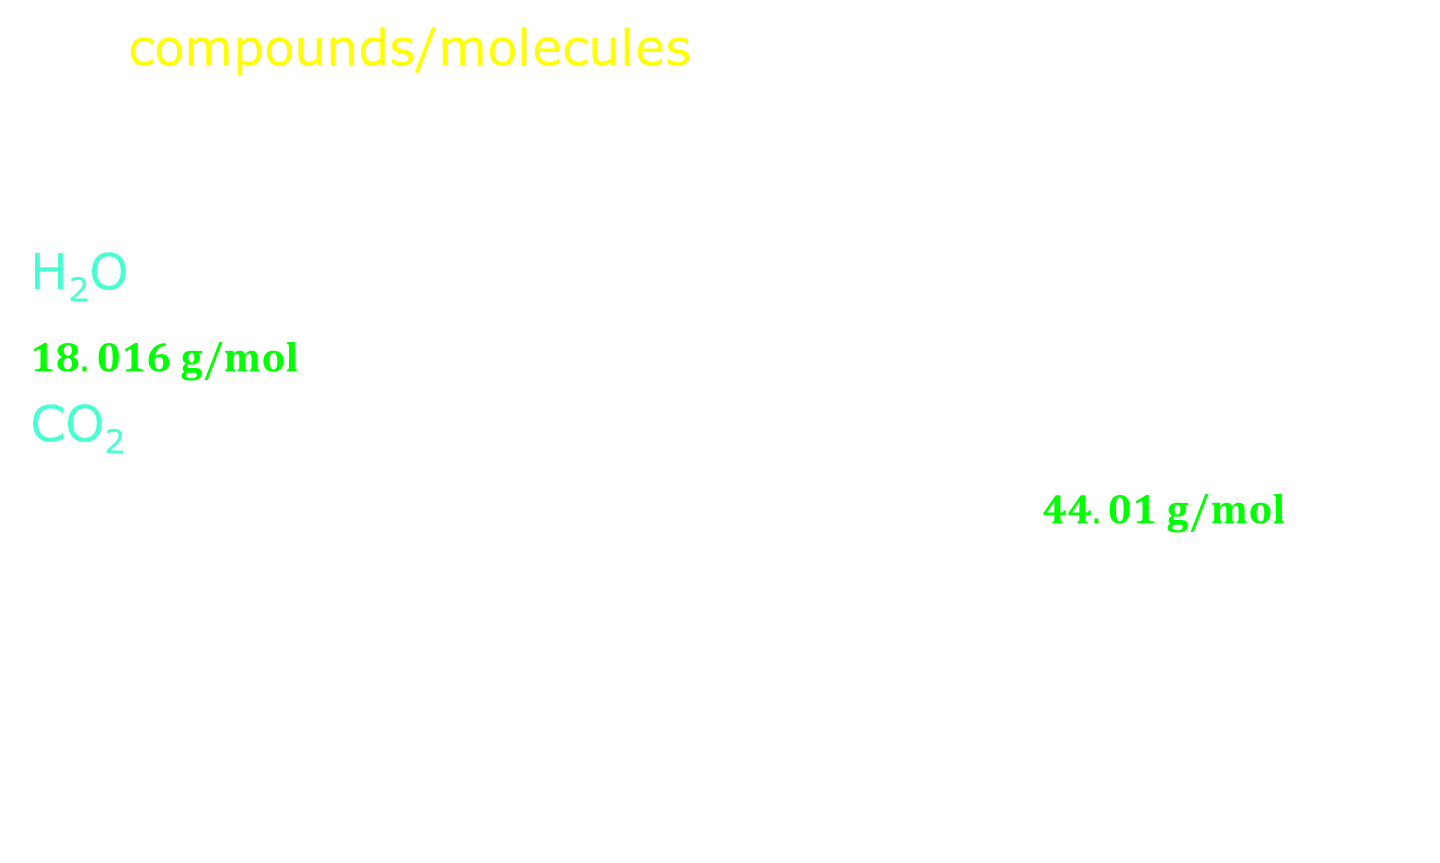 compounds/molecules
H₂O
18.016 g/mol
CO₂
44.01 g/mol